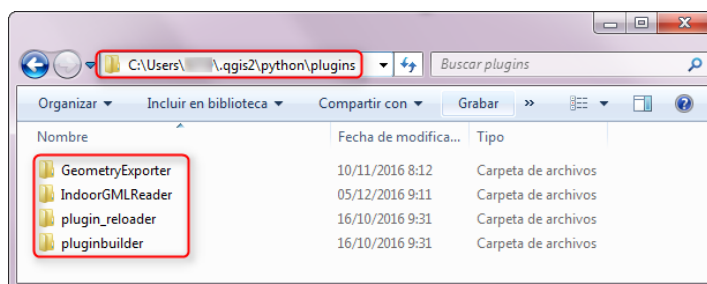 C:\Users\ \.qgis2\python\plugins
Buscar plugins
Organizar Incluir en biblioteca Compartir con Grabar »
Nombre Fecha de modifica... Tipo
GeometryExporter 10/11/2016 8:12 Carpeta de archivos
IndoorGMLReader 05/12/2016 9:11 Carpeta de archivos
plugin_reloader 16/10/2016 9:31 Carpeta de archivos
pluginbuilder 16/10/2016 9:31 Carpeta de archivos